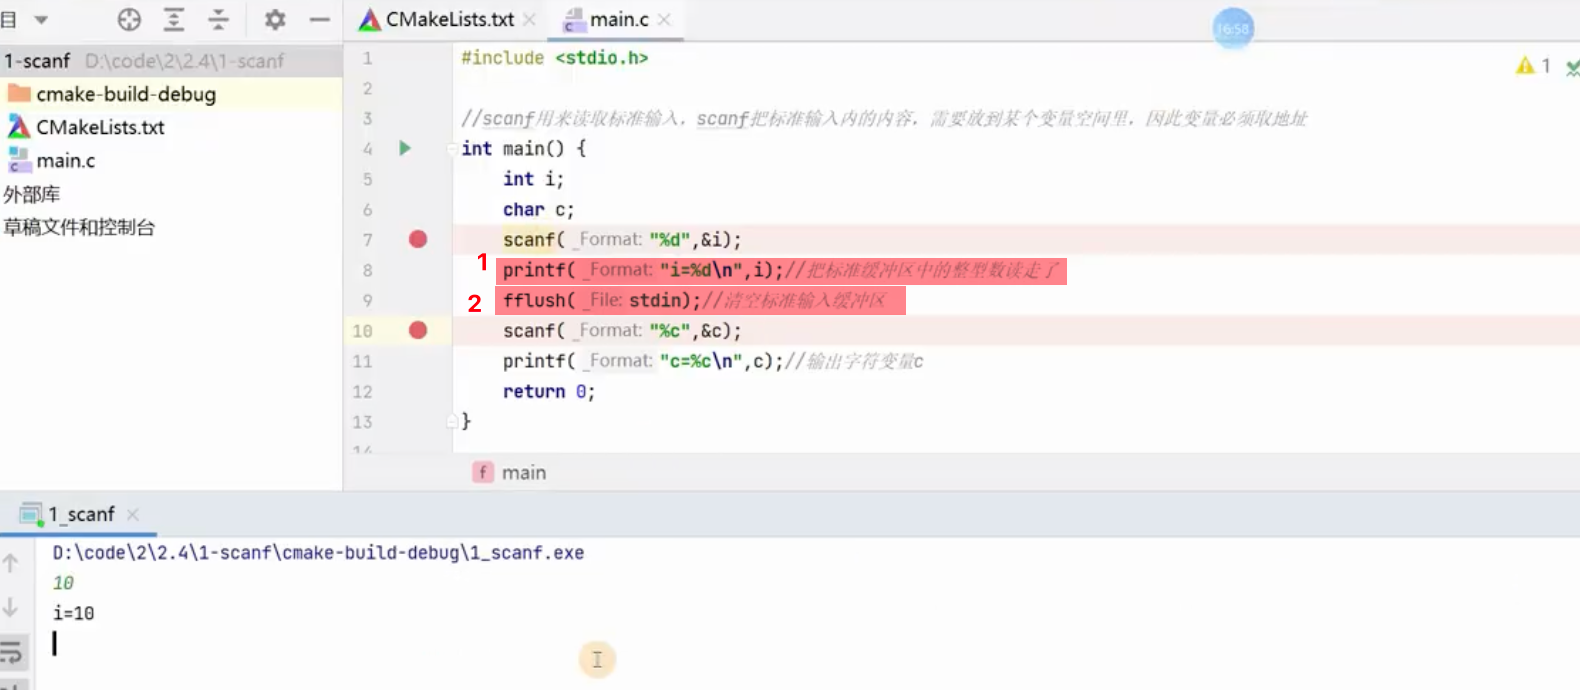 目
CMakeLists.txt
main.c
16:58
1-scanf D:\code\2\2.4\1-scanf
cmake-build-debug
CMakeLists.txt
main.c
外部库
草稿文件和控制台
1 #include <stdio.h>
2
3 //scanf用来读取标准输入，scanf把标准输入内的内容，需要放到某个变量空间里，因此变量必须取地址
4 int main() {
5 int i;
6 char c;
7 scanf( _Format: "%d",&i);
1
8 printf( _Format: "i=%d\n",i);//把标准缓冲区中的整型数读走了
2
9 fflush( _File: stdin);//清空标准输入缓冲区
10 scanf( _Format: "%c",&c);
11 printf( _Format: "c=%c\n",c);//输出字符变量c
12 return 0;
13 }
14
1
f main
1_scanf
D:\code\2\2.4\1-scanf\cmake-build-debug\1_scanf.exe
10
i=10